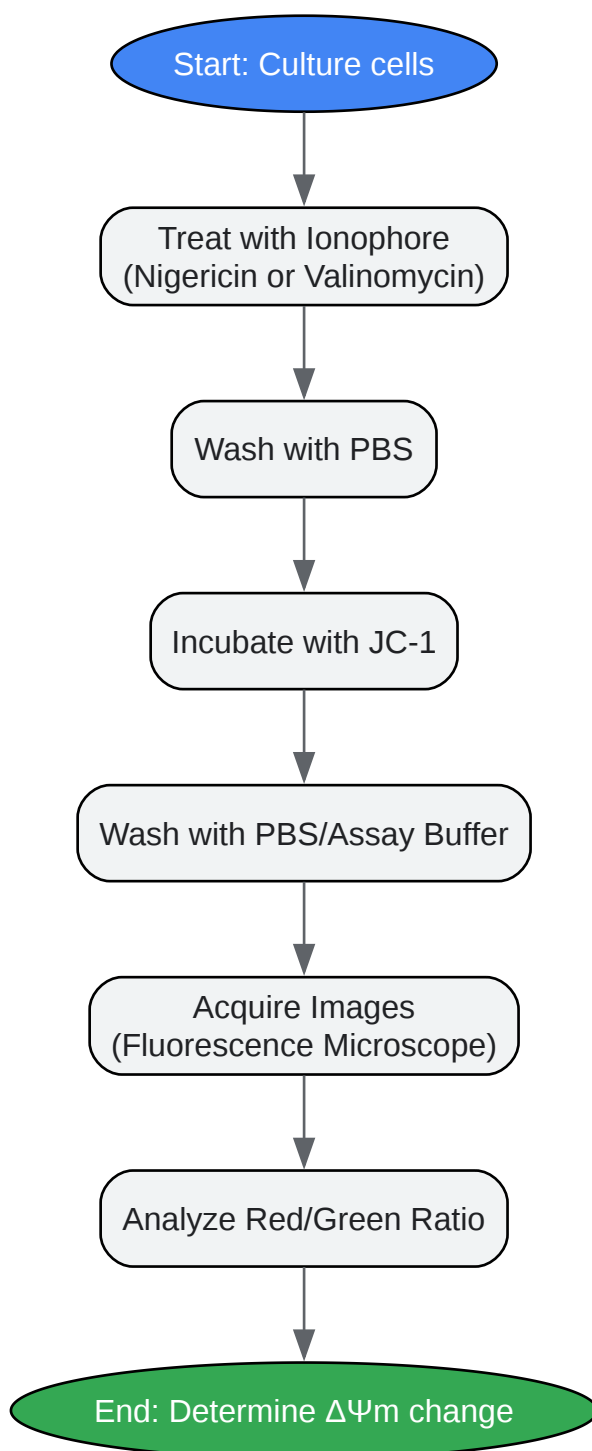 Start: Culture cells
Treat with Ionophore
(Nigericin or Valinomycin)
Wash with PBS
Incubate with JC-1
Wash with PBS/Assay Buffer
Acquire Images
(Fluorescence Microscope)
Analyze Red/Green Ratio
End: Determine ΔΨm change